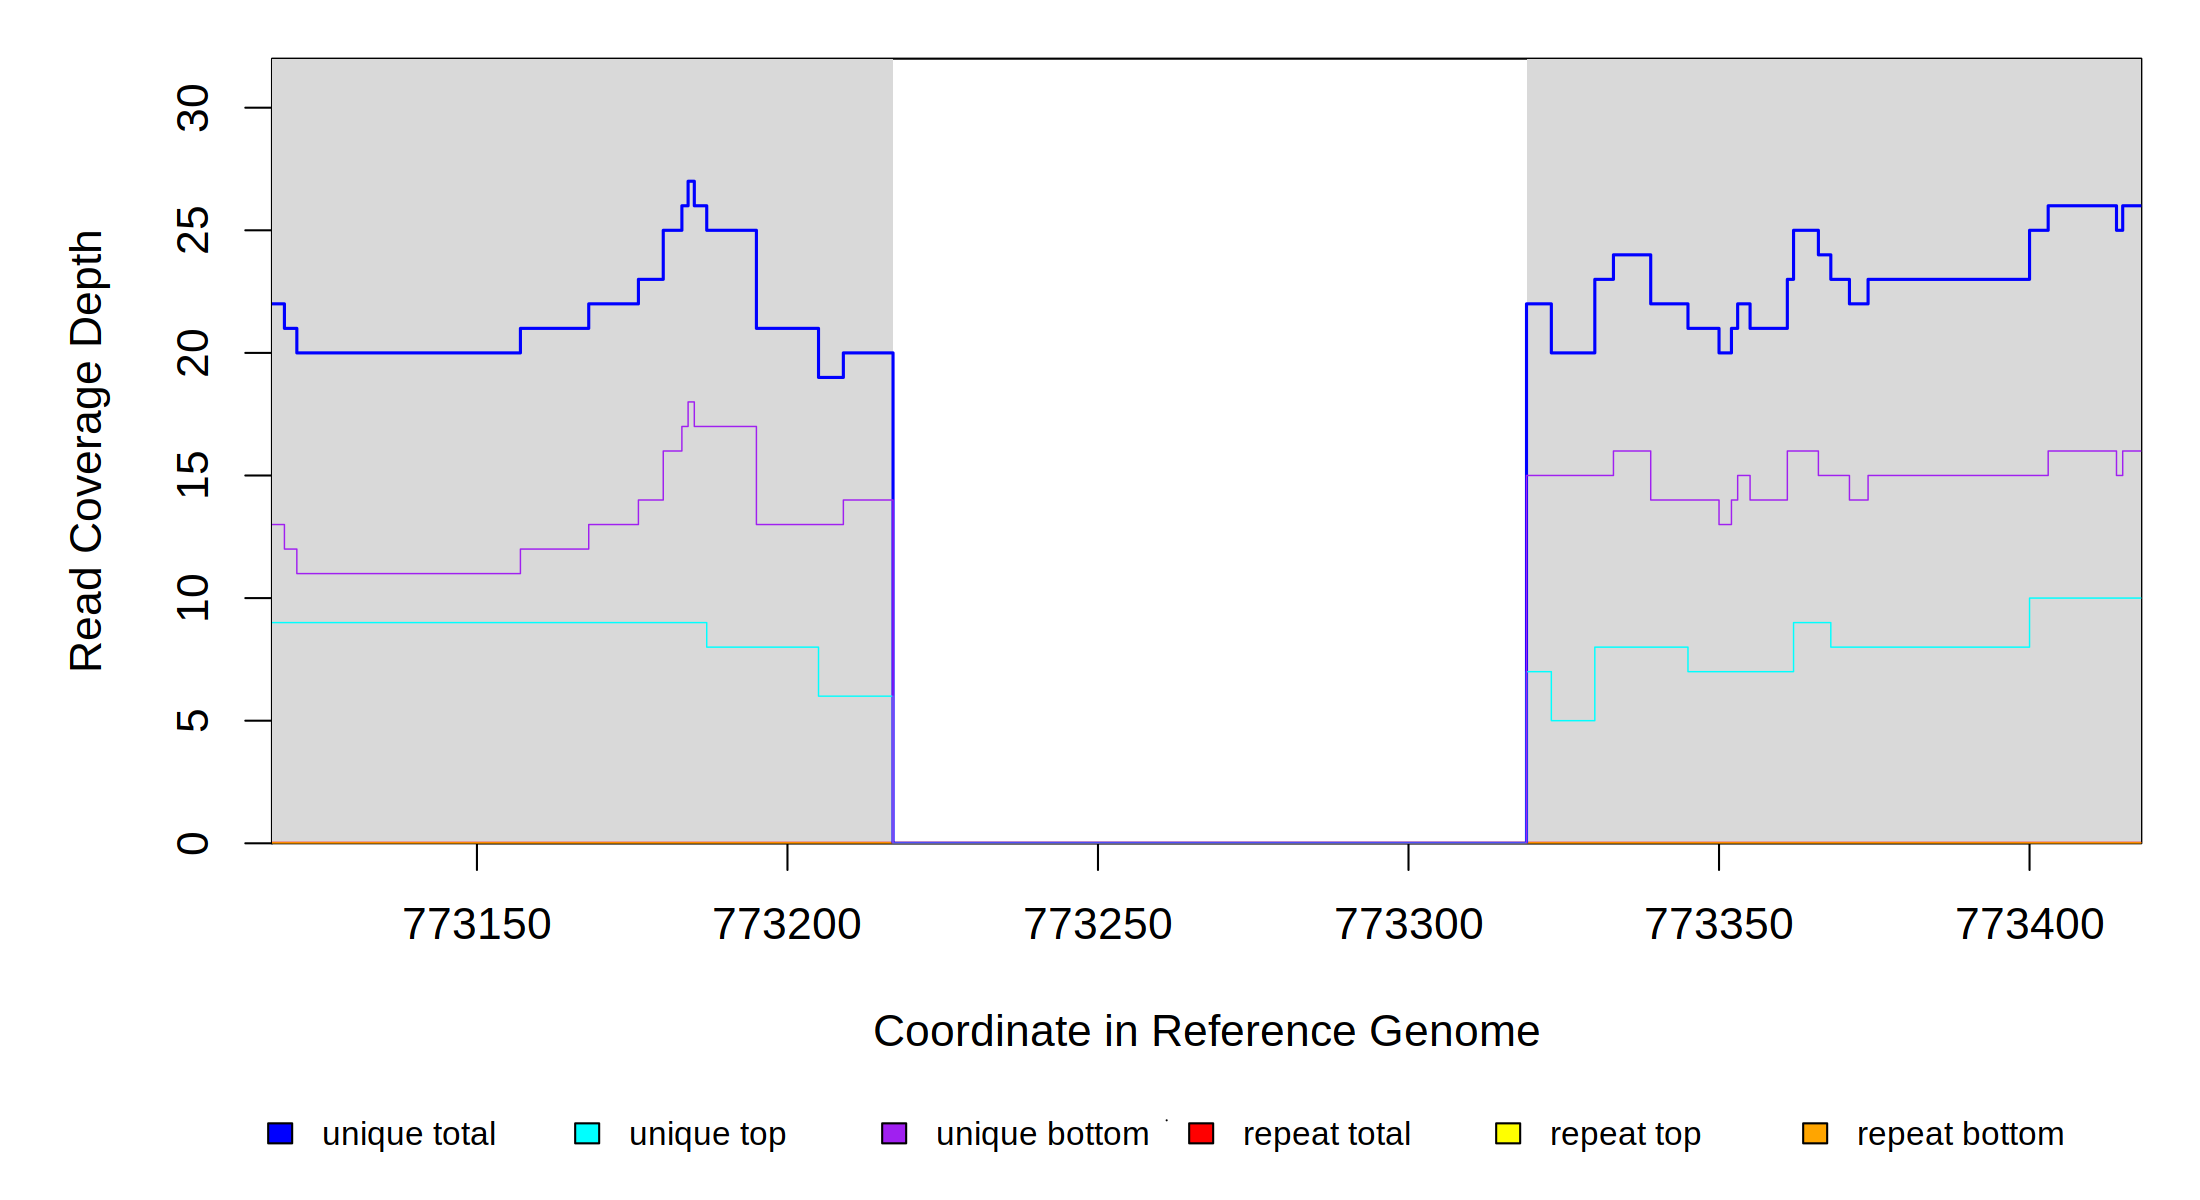 30
25
20
15
10
5
0
Read Coverage Depth
773150 773200 773250 773300 773350 773400
Coordinate in Reference Genome
unique total unique top unique bottom repeat total repeat top repeat bottom